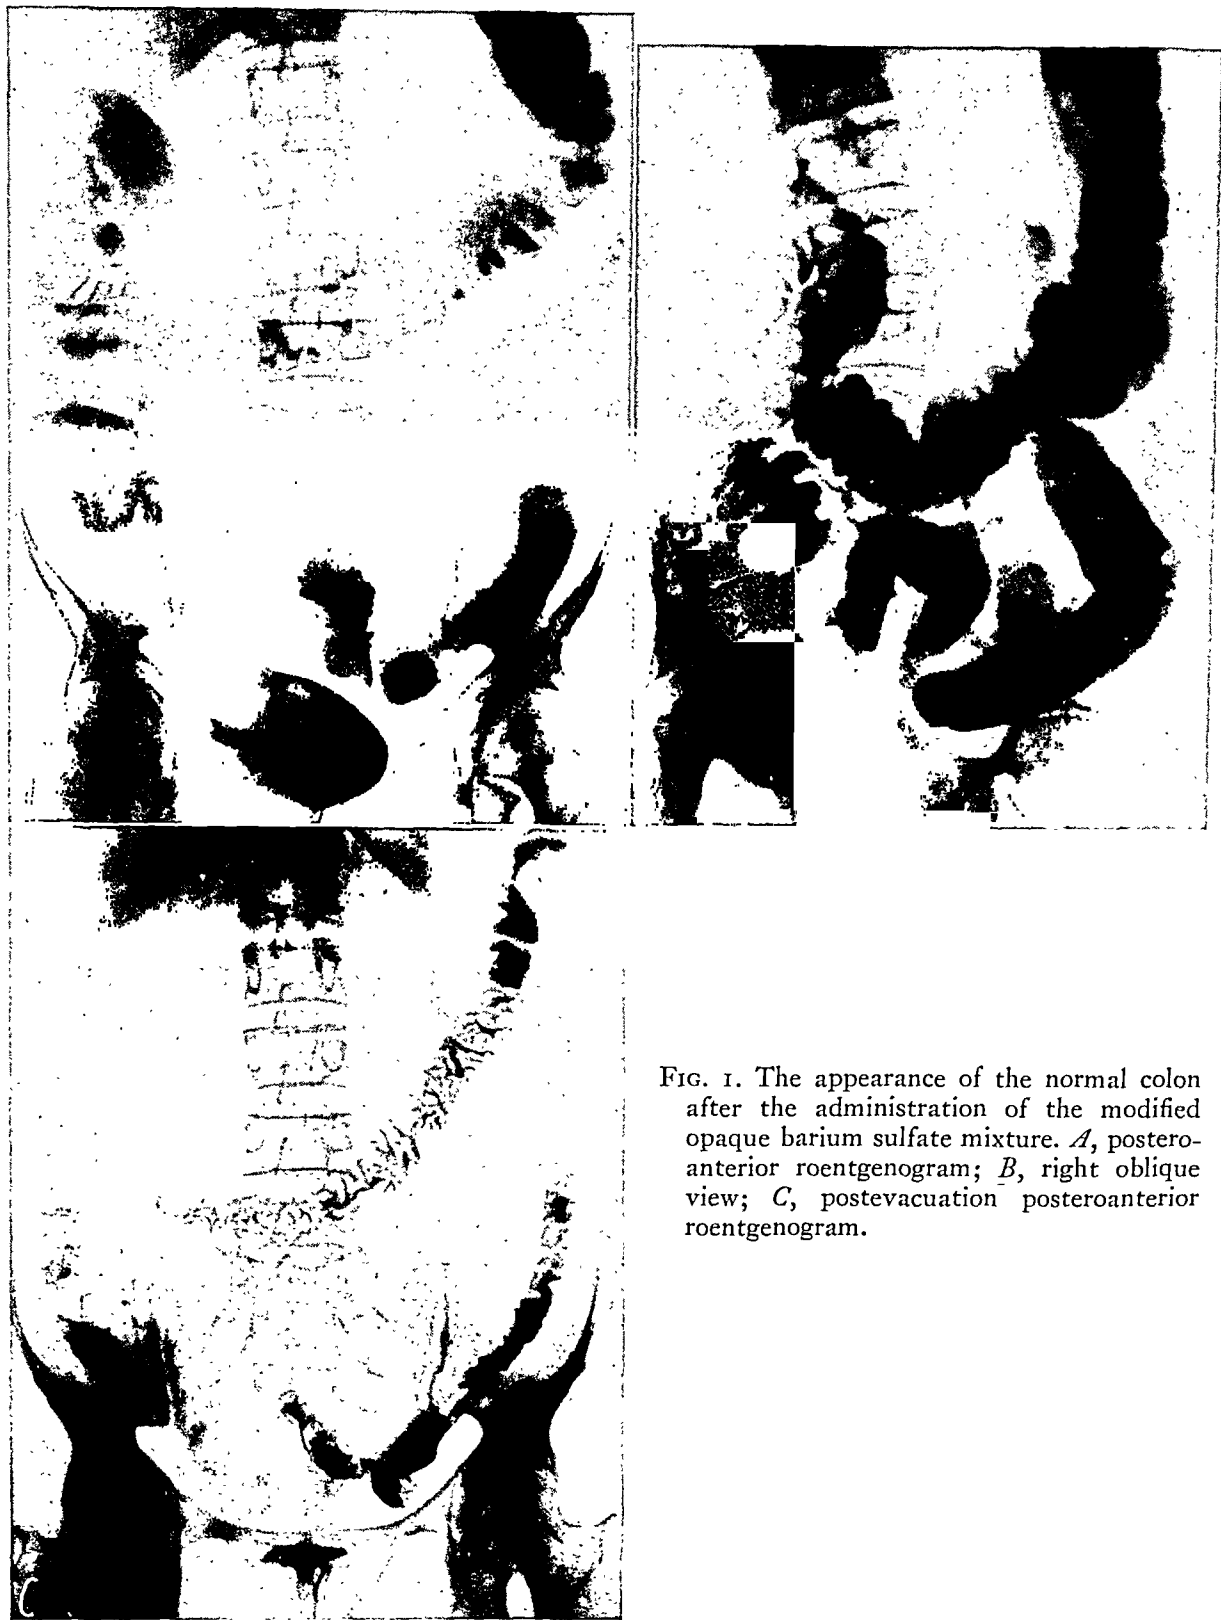 C
FIG. 1. The appearance of the normal colon
after the administration of the modified
opaque barium sulfate mixture. A, postero-
anterior roentgenogram; B, right oblique
view; C, postevacuation posteroanterior
roentgenogram.